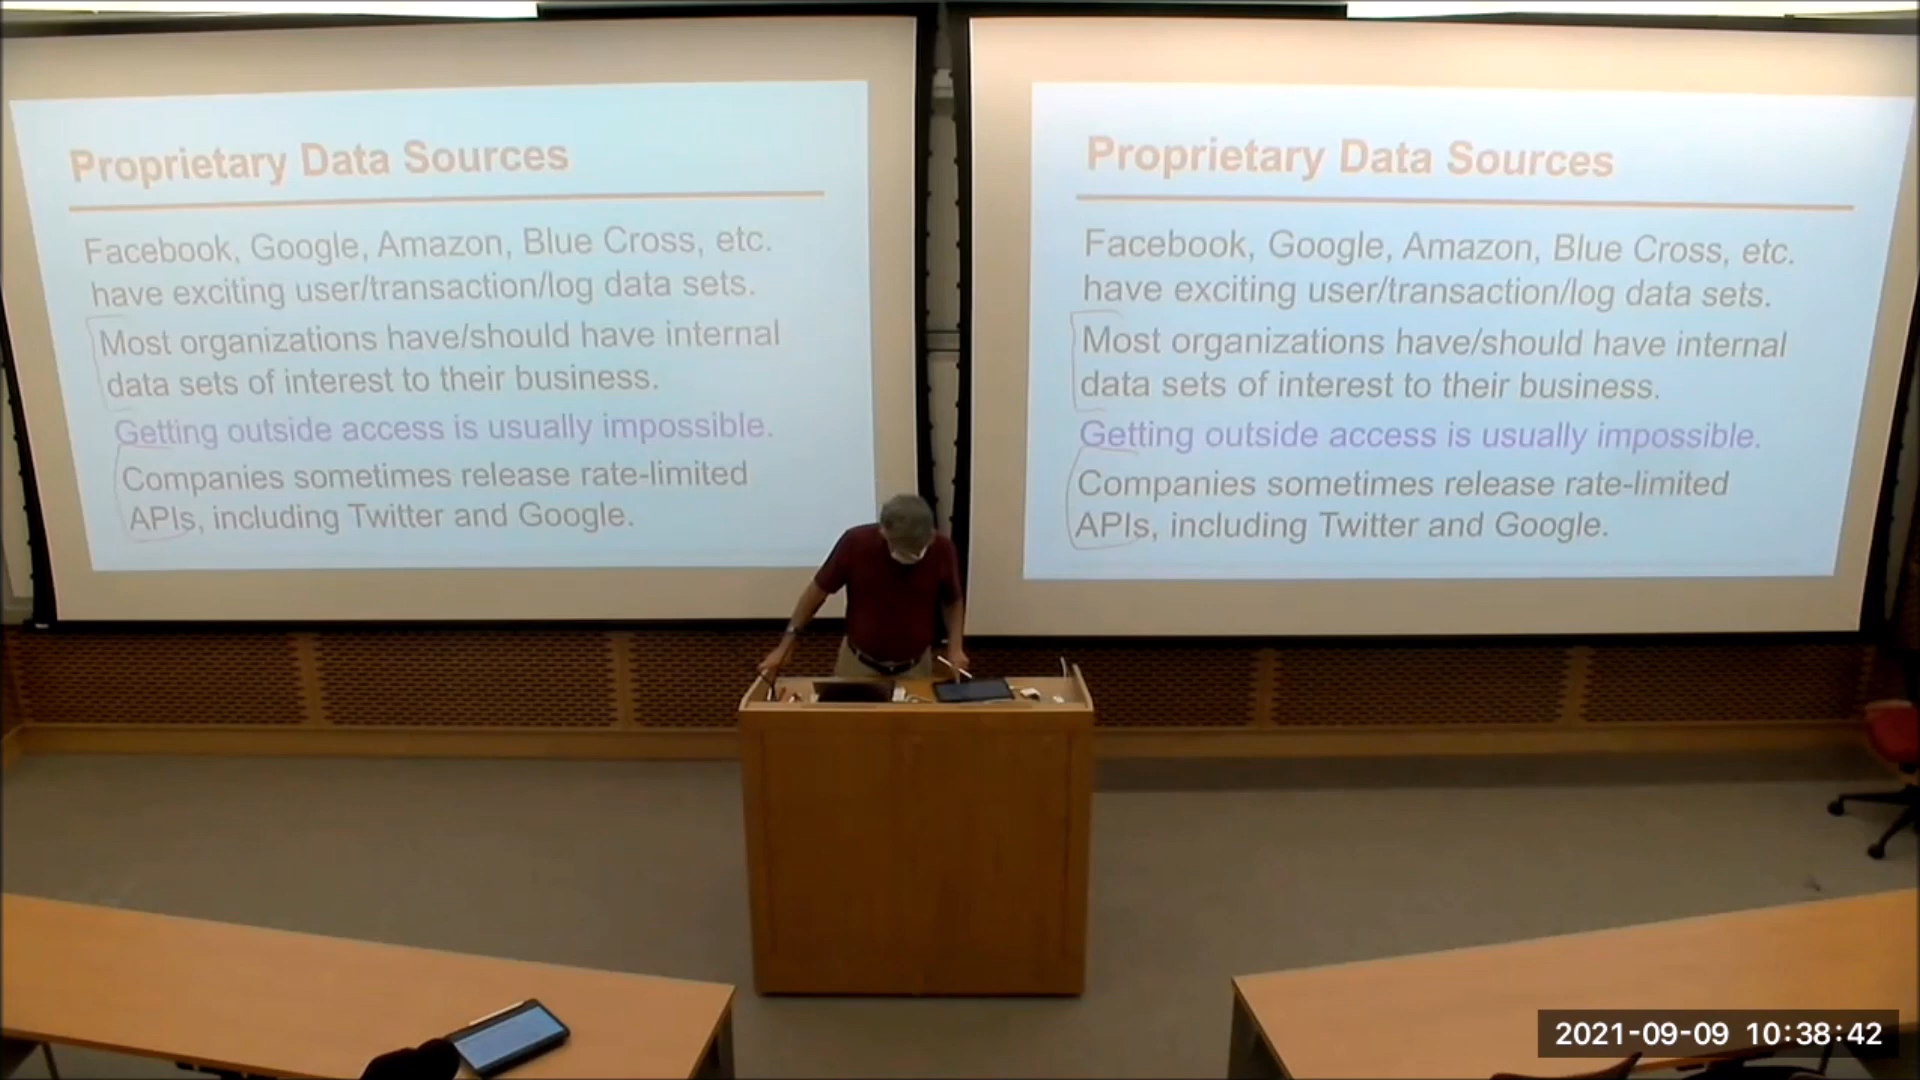 Proprietary Data Sources
Facebook, Google, Amazon, Blue Cross, etc.
have exciting user/transaction/log data sets.
Most organizations have/should have internal
data sets of interest to their business.
Getting outside access is usually impossible.
Companies sometimes release rate-limited
APIs, including Twitter and Google.
Proprietary Data Sources
Facebook, Google, Amazon, Blue Cross, etc.
have exciting user/transaction/log data sets.
Most organizations have/should have internal
data sets of interest to their business.
Getting outside access is usually impossible.
Companies sometimes release rate-limited
APIs, including Twitter and Google.
2021-09-09 10:38:42